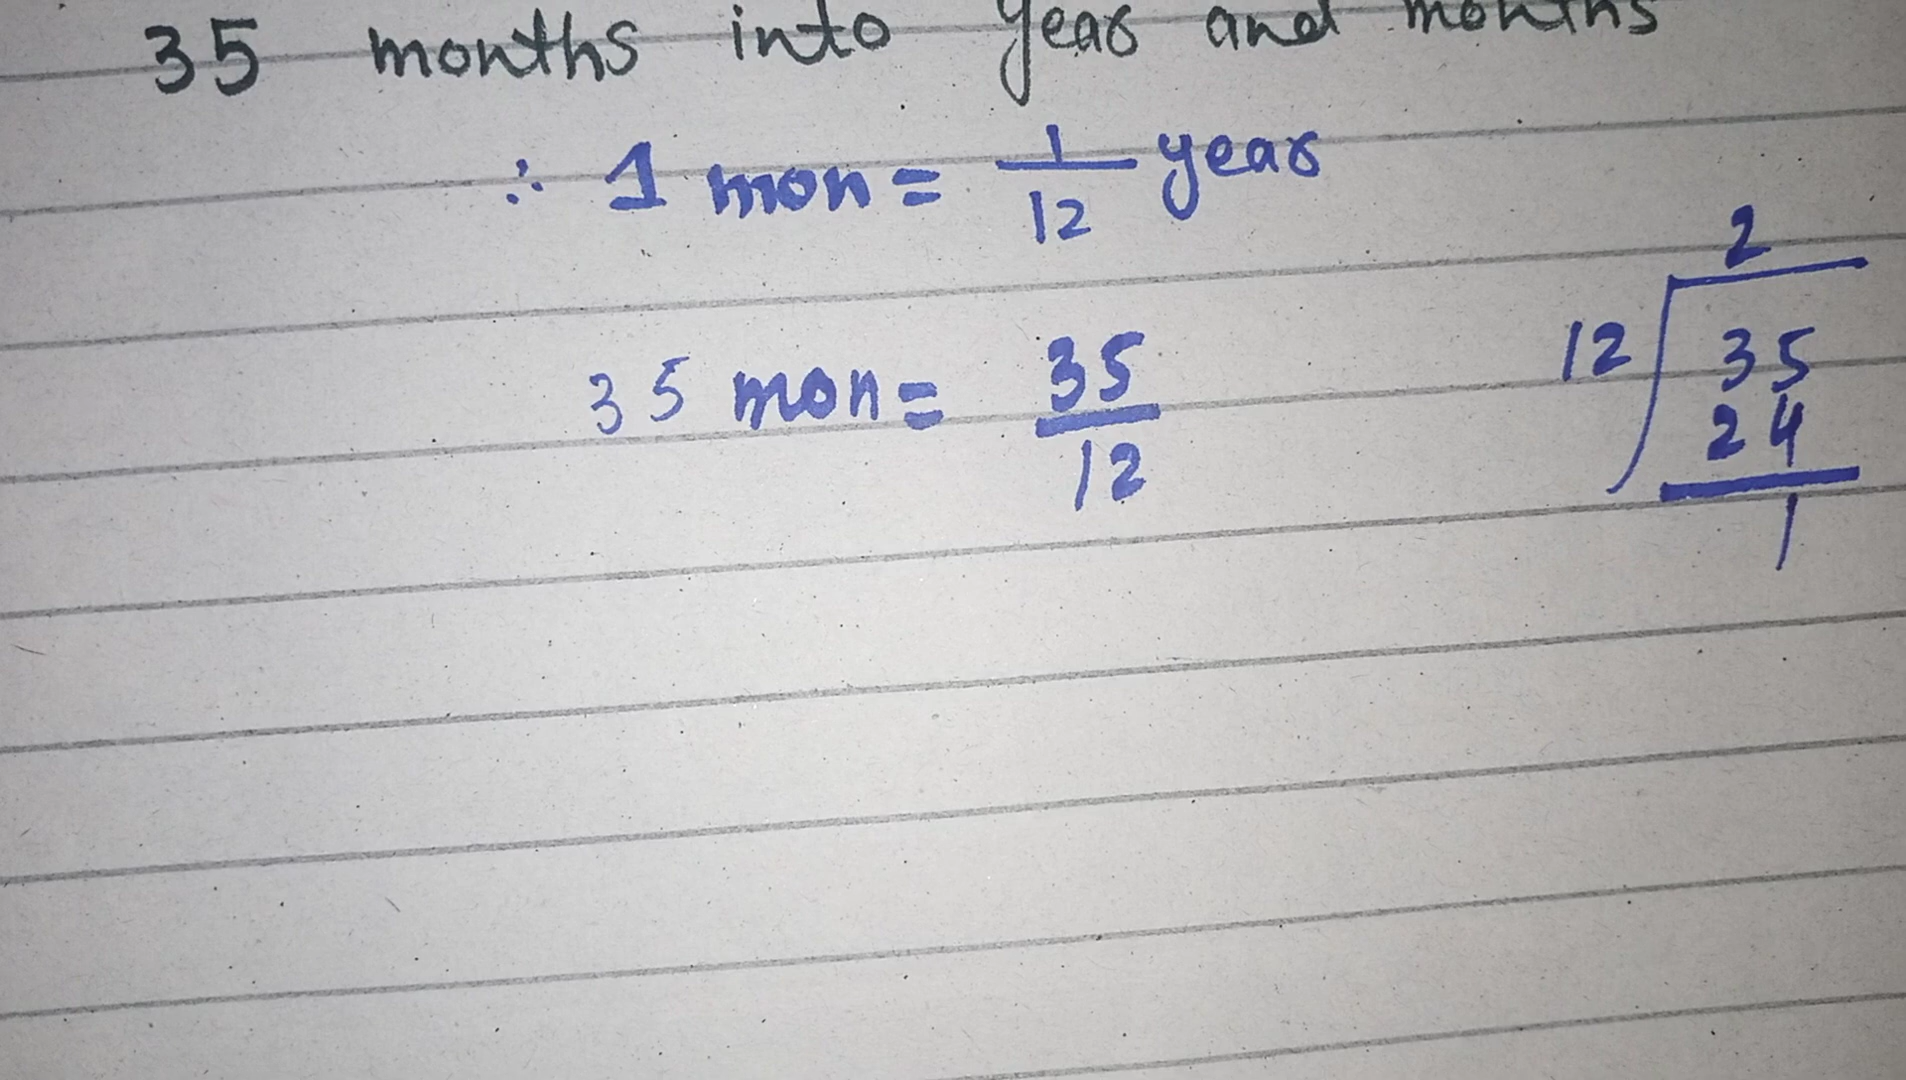 35 months into year and months
∴ 1 mon = 1/12 year
35 mon = 35/12
2
12 35
24
1